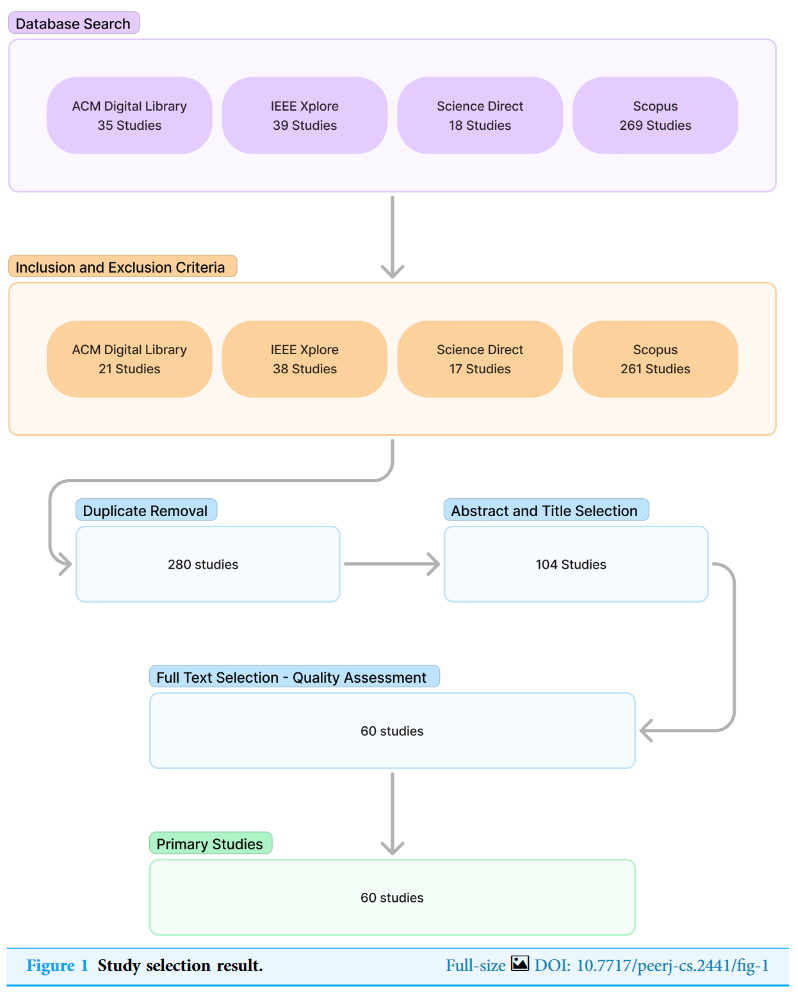 Database Search
ACM Digital Library
35 Studies
IEEE Xplore
39 Studies
Science Direct
18 Studies
Scopus
269 Studies
Inclusion and Exclusion Criteria
ACM Digital Library
21 Studies
IEEE Xplore
38 Studies
Science Direct
17 Studies
Scopus
261 Studies
Duplicate Removal
280 studies
Abstract and Title Selection
104 Studies
Full Text Selection - Quality Assessment
60 studies
Primary Studies
60 studies
Figure 1 Study selection result.
Full-size DOI: 10.7717/peerj-cs.2441/fig-1